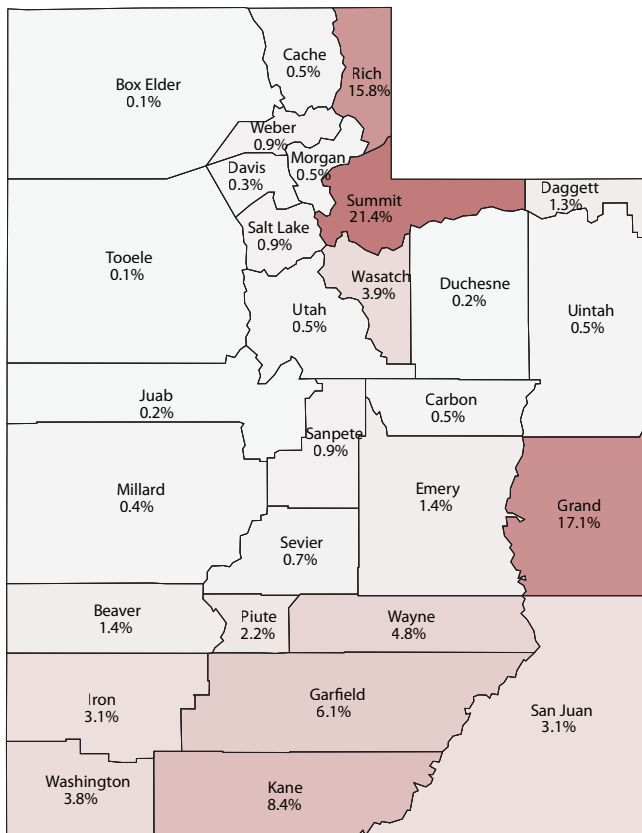 Cache
0.5%
Rich
15.8%
Box Elder
0.1%
Weber
0.9%
Morgan
0.5%
Davis
0.3%
Summit
21.4%
Daggett
1.3%
Salt Lake
0.9%
Tooele
0.1%
Wasatch
3.9%
Duchesne
0.2%
Uintah
0.5%
Utah
0.5%
Juab
0.2%
Carbon
0.5%
Sanpete
0.9%
Millard
0.4%
Emery
1.4%
Grand
17.1%
Sevier
0.7%
Beaver
1.4%
Piute
2.2%
Wayne
4.8%
Iron
3.1%
Garfield
6.1%
San Juan
3.1%
Washington
3.8%
Kane
8.4%